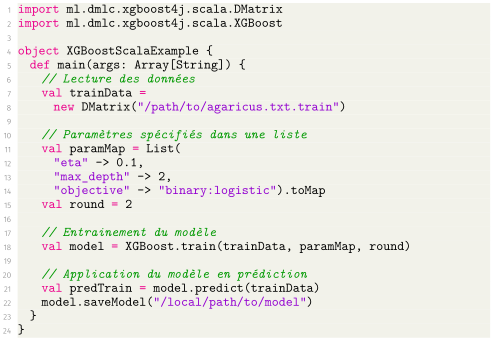 1 import ml.dmlc.xgboost4j.scala.DMatrix
2 import ml.dmlc.xgboost4j.scala.XGBoost
3
4 object XGBoostScalaExample {
5   def main(args: Array[String]) {
6     // Lecture des données
7     val trainData =
8       new DMatrix("/path/to/agaricus.txt.train")
9
10     // Paramètres spécifiés dans une liste
11     val paramMap = List(
12       "eta" -> 0.1,
13       "max_depth" -> 2,
14       "objective" -> "binary:logistic").toMap
15     val round = 2
16
17     // Entrainement du modèle
18     val model = XGBoost.train(trainData, paramMap, round)
19
20     // Application du modèle en prédiction
21     val predTrain = model.predict(trainData)
22     model.saveModel("/local/path/to/model")
23   }
24 }